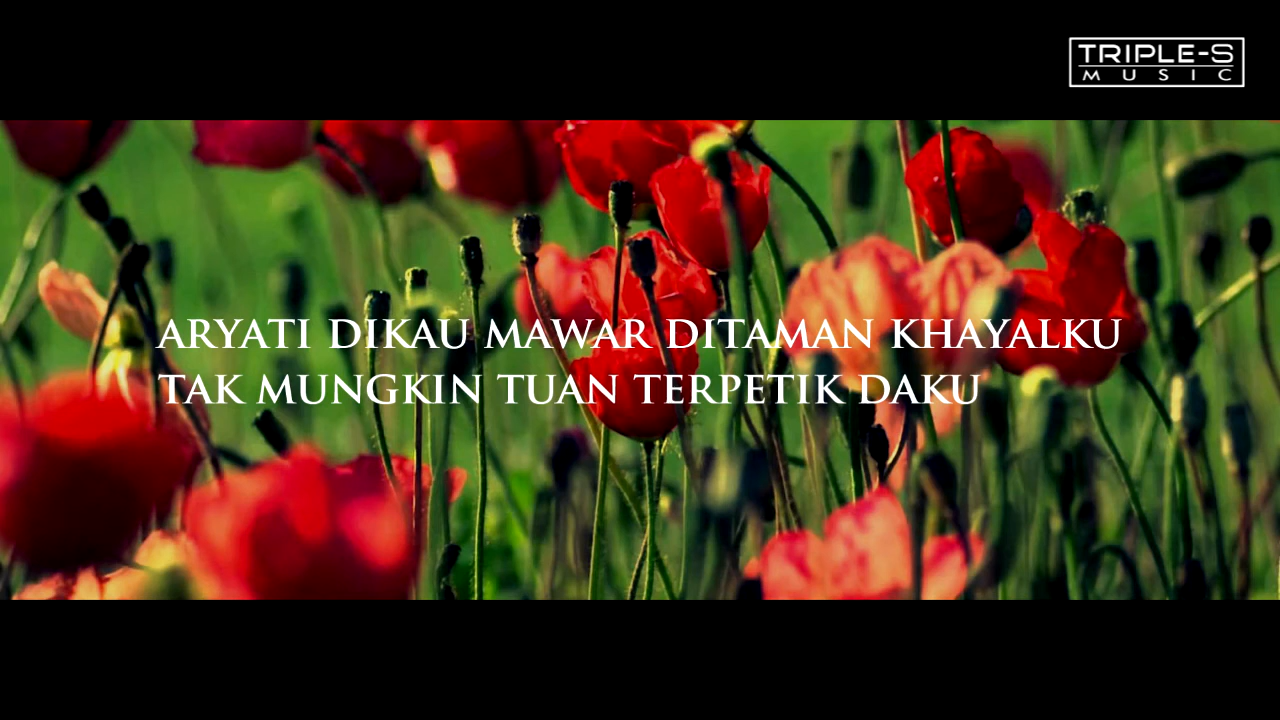 TRIPLE-S
MUSIC
ARYATI DIKAU MAWAR DITAMAN KHAYALKU
TAK MUNGKIN TUAN TERPETIK DAKU